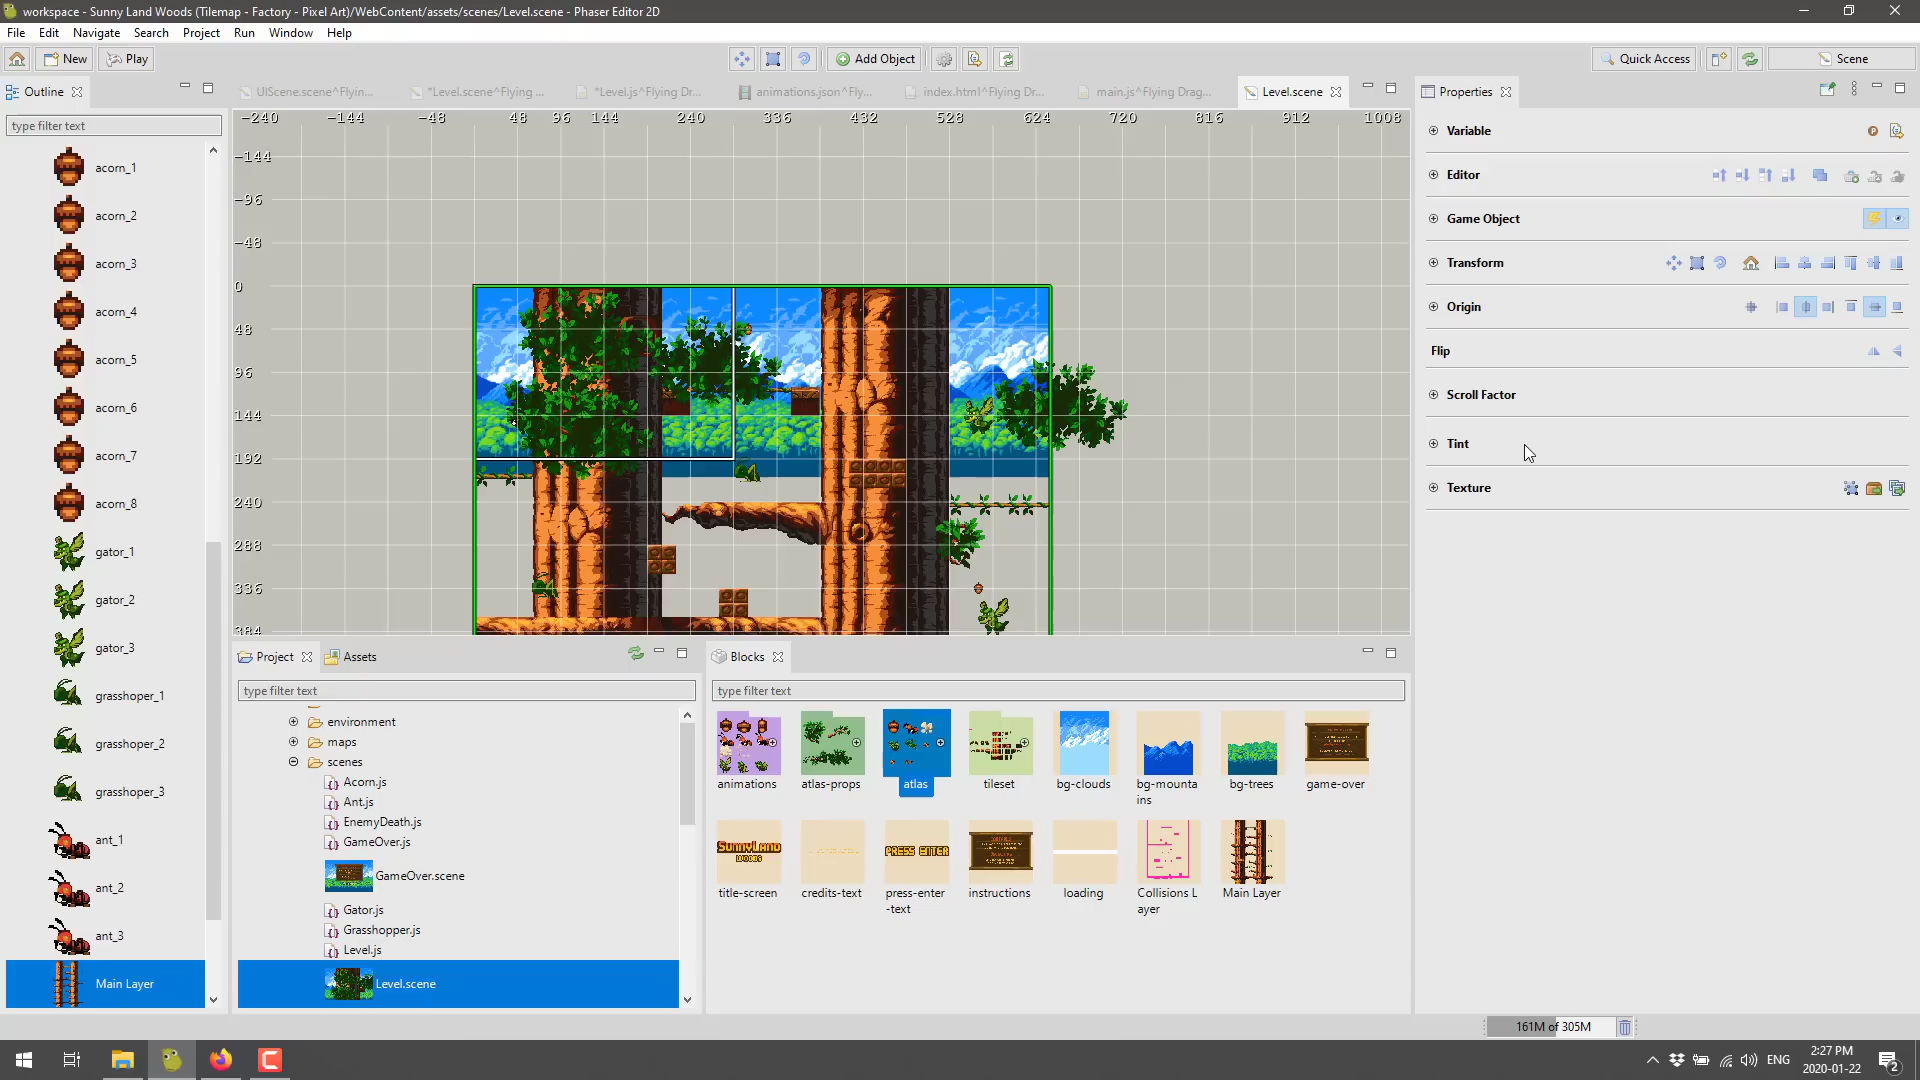 workspace - Sunny Land Woods (Tilemap - Factory - Pixel Art)/WebContent/assets/scenes/Level.scene - Phaser Editor 2D
File Edit Navigate Search Project Run Window Help
New Play Add Object Quick Access Scene
Outline
type filter text
acorn_1
acorn_2
acorn_3
acorn_4
acorn_5
acorn_6
acorn_7
acorn_8
gator_1
gator_2
gator_3
grasshoper_1
grasshoper_2
grasshoper_3
ant_1
ant_2
ant_3
Main Layer
UIScene.scene^Flyin... *Level.scene^Flying ... *Level.js^Flying Dr... animations.json^Fly... index.html^Flying Dr... main.js^Flying Drag... Level.scene
-240 -144 -48 48 96 144 240 336 432 528 624 720 816 912 1008
-144
-96
-48
0
48
96
144
192
240
288
336
384
Project Assets
type filter text
environment
maps
scenes
Acorn.js
Ant.js
EnemyDeath.js
GameOver.js
GameOver.scene
Gator.js
Grasshopper.js
Level.js
Level.scene
Blocks
type filter text
animations atlas-props atlas tileset bg-clouds bg-mounta
ins bg-trees game-over
SUNNYLAND
WOODS
PRESS ENTER
title-screen credits-text press-enter
-text instructions loading Collisions L
ayer Main Layer
Properties
Variable
Editor
Game Object
Transform
Origin
Flip
Scroll Factor
Tint
Texture
161M of 305M
ENG
2:27 PM
2020-01-22
2